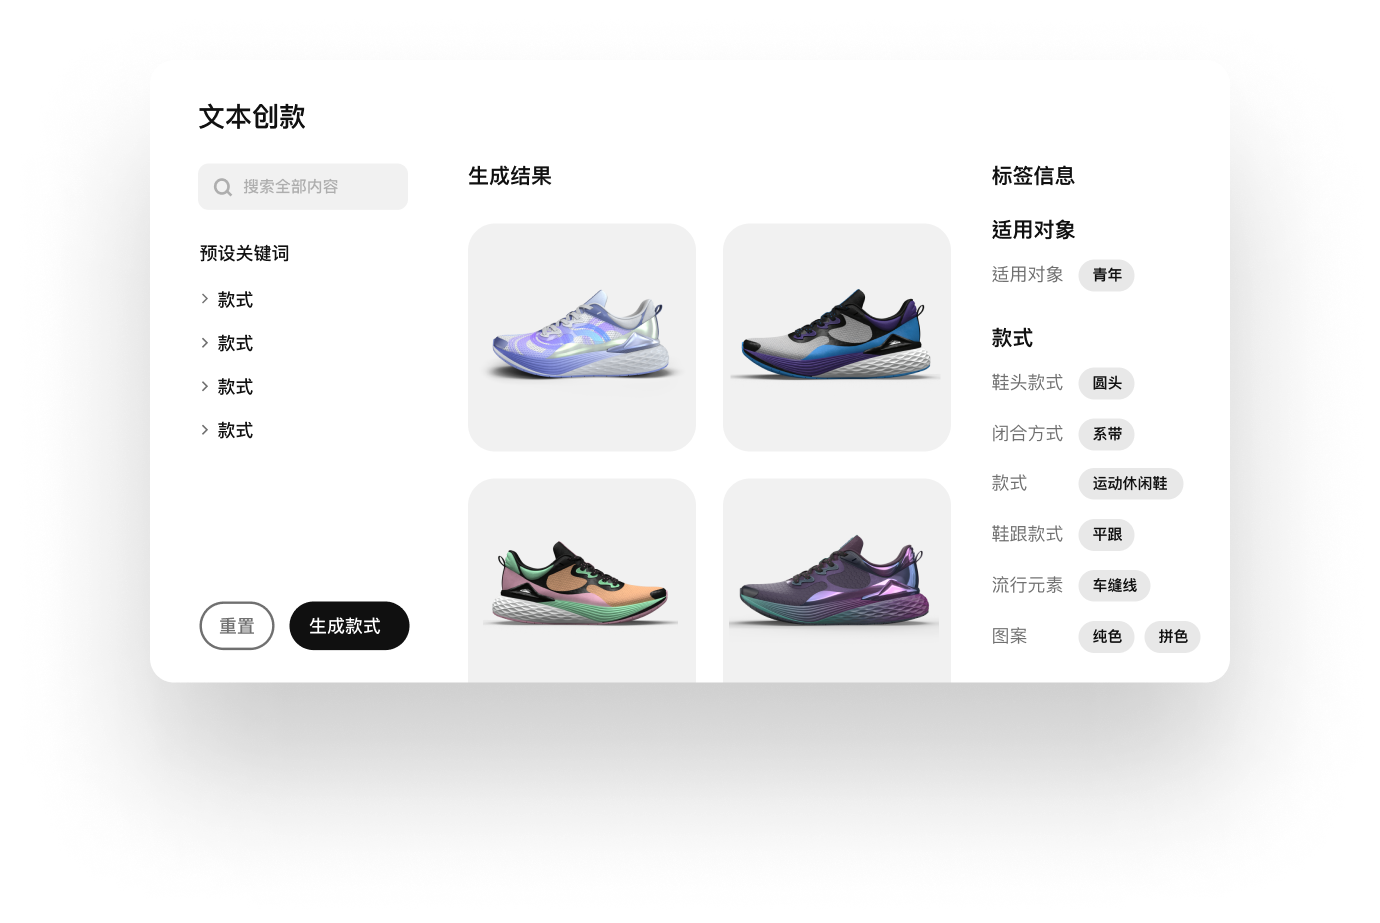 文本创款
搜索全部内容
预设关键词
款式
款式
款式
款式
重置
生成款式
生成结果
标签信息
适用对象
适用对象 青年
款式
鞋头款式 圆头
闭合方式 系带
款式 运动休闲鞋
鞋跟款式 平跟
流行元素 车缝线
图案 纯色 拼色